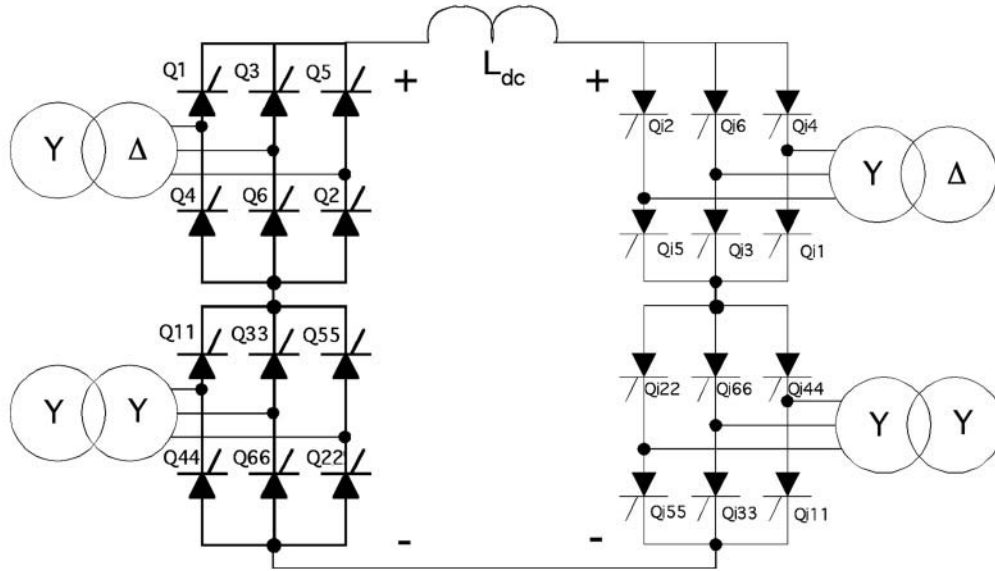 L_dc
+ +
Q1 Q3 Q5
Qi2 Qi6 Qi4
Y Δ
Y Δ
Q4 Q6 Q2
Qi5 Qi3 Qi1
Q11 Q33 Q55
Qi22 Qi66 Qi44
Y Y
Y Y
Q44 Q66 Q22
Qi55 Qi33 Qi11
- -